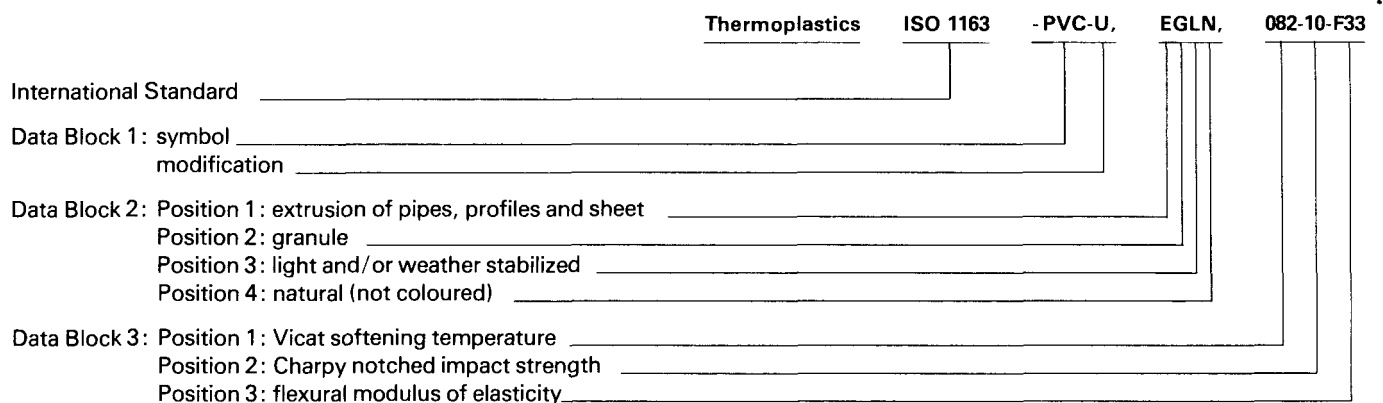 Thermoplastics ISO 1163 -PVC-U, EGLN, 082-10-F33
International Standard
Data Block 1: symbol
modification
Data Block 2: Position 1: extrusion of pipes, profiles and sheet
Position 2: granule
Position 3: light and/or weather stabilized
Position 4: natural (not coloured)
Data Block 3: Position 1: Vicat softening temperature
Position 2: Charpy notched impact strength
Position 3: flexural modulus of elasticity